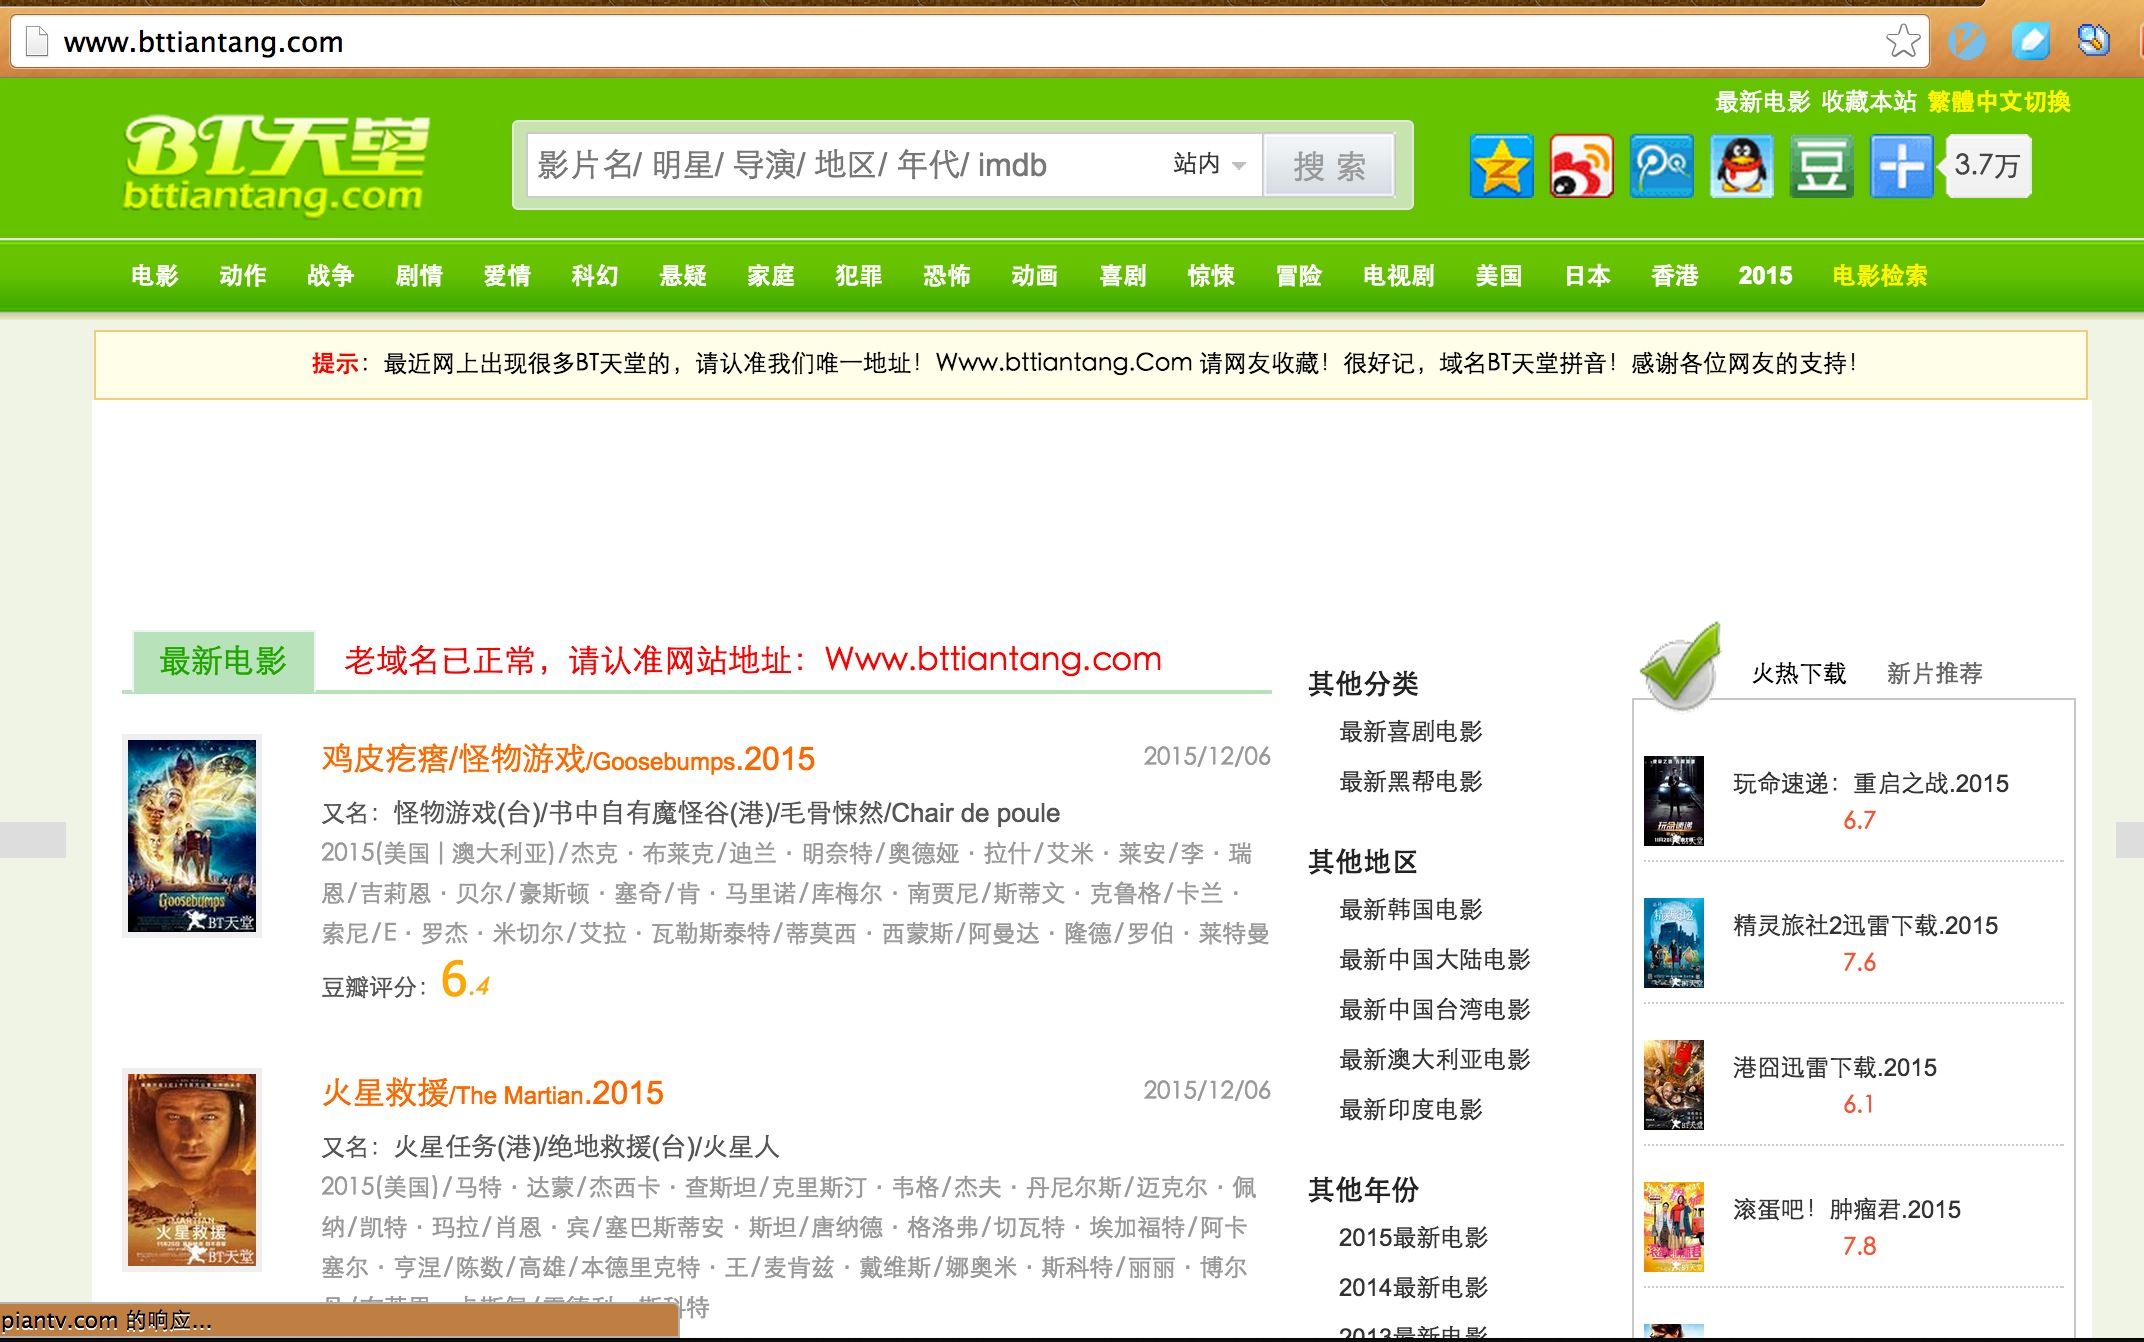 www.bttiantang.com
最新电影 收藏本站 繁體中文切換
BT天堂
bttiantang.com
影片名/ 明星/ 导演/ 地区/ 年代/ imdb
站内
搜 索
豆
3.7万
电影 动作 战争 剧情 爱情 科幻 悬疑 家庭 犯罪 恐怖 动画 喜剧 惊悚 冒险 电视剧 美国 日本 香港 2015 电影检索
提示：最近网上出现很多BT天堂的，请认准我们唯一地址！Www.bttiantang.Com 请网友收藏！很好记，域名BT天堂拼音！感谢各位网友的支持！
最新电影
老域名已正常，请认准网站地址：Www.bttiantang.com
鸡皮疙瘩/怪物游戏/Goosebumps.2015
2015/12/06
又名：怪物游戏(台)/书中自有魔怪谷(港)/毛骨悚然/Chair de poule
2015(美国 | 澳大利亚)/杰克 · 布莱克/迪兰 · 明奈特/奥德娅 · 拉什/艾米 · 莱安/李 · 瑞
恩/吉莉恩 · 贝尔/豪斯顿 · 塞奇/肯 · 马里诺/库梅尔 · 南贾尼/斯蒂文 · 克鲁格/卡兰 ·
索尼/E · 罗杰 · 米切尔/艾拉 · 瓦勒斯泰特/蒂莫西 · 西蒙斯/阿曼达 · 隆德/罗伯 · 莱特曼
豆瓣评分：6.4
Goosebumps
BT天堂
火星救援/The Martian.2015
2015/12/06
又名：火星任务(港)/绝地救援(台)/火星人
2015(美国)/马特 · 达蒙/杰西卡 · 查斯坦/克里斯汀 · 韦格/杰夫 · 丹尼尔斯/迈克尔 · 佩
纳/凯特 · 玛拉/肖恩 · 宾/塞巴斯蒂安 · 斯坦/唐纳德 · 格洛弗/切瓦特 · 埃加福特/阿卡
塞尔 · 亨涅/陈数/高雄/本德里克特 · 王/麦肯兹 · 戴维斯/娜奥米 · 斯科特/丽丽 · 博尔
科特
火星救援
BT天堂
piantv.com 的响应...
其他分类
最新喜剧电影
最新黑帮电影
其他地区
最新韩国电影
最新中国大陆电影
最新中国台湾电影
最新澳大利亚电影
最新印度电影
其他年份
2015最新电影
2014最新电影
2013最新电影
火热下载 新片推荐
玩命速递：重启之战.2015
6.7
精灵旅社2迅雷下载.2015
7.6
港囧迅雷下载.2015
6.1
滚蛋吧！肿瘤君.2015
7.8